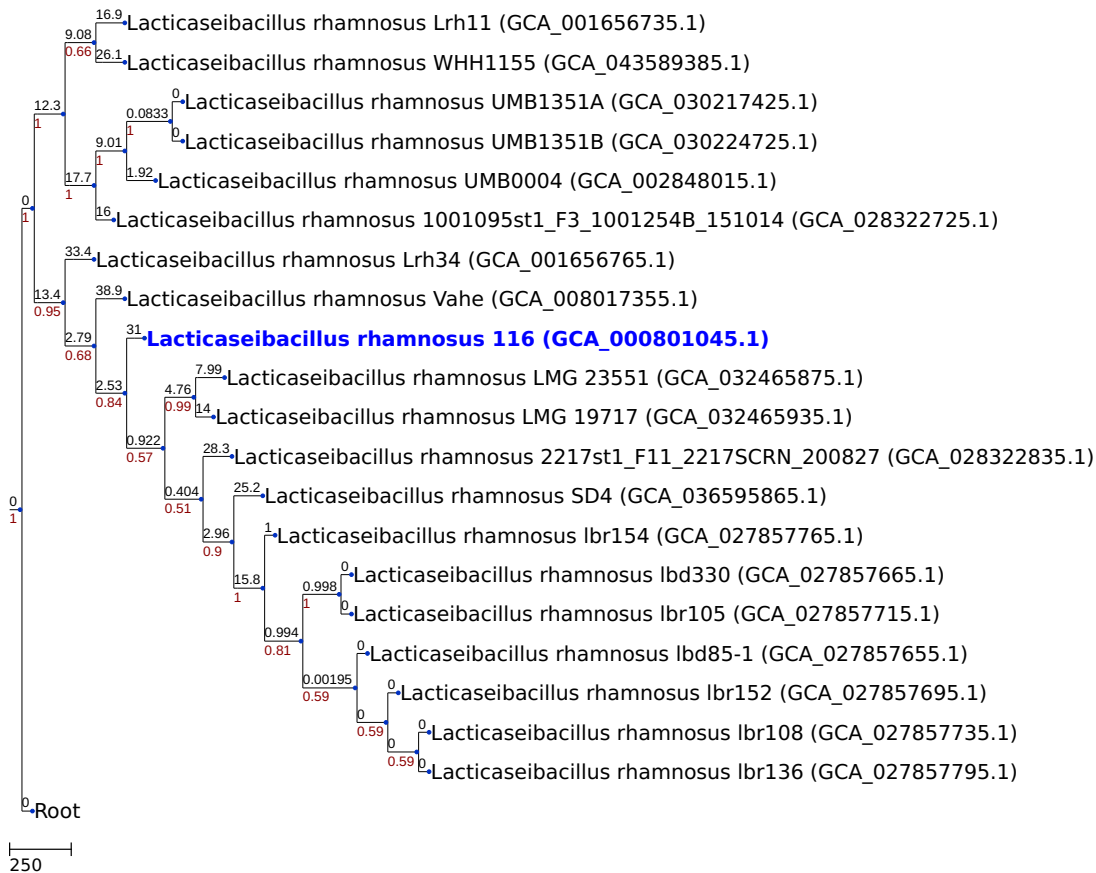 16.9 Lacticaseibacillus rhamnosus Lrh11 (GCA_001656735.1)
9.08
0.66
26.1 Lacticaseibacillus rhamnosus WHH1155 (GCA_043589385.1)
0 Lacticaseibacillus rhamnosus UMB1351A (GCA_030217425.1)
12.3
1
0.0833
1
0 Lacticaseibacillus rhamnosus UMB1351B (GCA_030224725.1)
9.01
1
1.92 Lacticaseibacillus rhamnosus UMB0004 (GCA_002848015.1)
17.7
1
16 Lacticaseibacillus rhamnosus 1001095st1_F3_1001254B_151014 (GCA_028322725.1)
0
1
33.4 Lacticaseibacillus rhamnosus Lrh34 (GCA_001656765.1)
13.4
0.95
38.9 Lacticaseibacillus rhamnosus Vahe (GCA_008017355.1)
2.79
0.68
31 Lacticaseibacillus rhamnosus 116 (GCA_000801045.1)
7.99 Lacticaseibacillus rhamnosus LMG 23551 (GCA_032465875.1)
2.53
0.84
4.76
0.99
14 Lacticaseibacillus rhamnosus LMG 19717 (GCA_032465935.1)
0.922
0.57
28.3 Lacticaseibacillus rhamnosus 2217st1_F11_2217SCRN_200827 (GCA_028322835.1)
0.404
0.51
25.2 Lacticaseibacillus rhamnosus SD4 (GCA_036595865.1)
0
1
2.96
0.9
1 Lacticaseibacillus rhamnosus lbr154 (GCA_027857765.1)
15.8
1
0 Lacticaseibacillus rhamnosus lbd330 (GCA_027857665.1)
0.998
1
0 Lacticaseibacillus rhamnosus lbr105 (GCA_027857715.1)
0.994
0.81
0 Lacticaseibacillus rhamnosus lbd85-1 (GCA_027857655.1)
0.00195
0.59
0 Lacticaseibacillus rhamnosus lbr152 (GCA_027857695.1)
0
0.59
0 Lacticaseibacillus rhamnosus lbr108 (GCA_027857735.1)
0
0.59
0 Lacticaseibacillus rhamnosus lbr136 (GCA_027857795.1)
0 Root
250